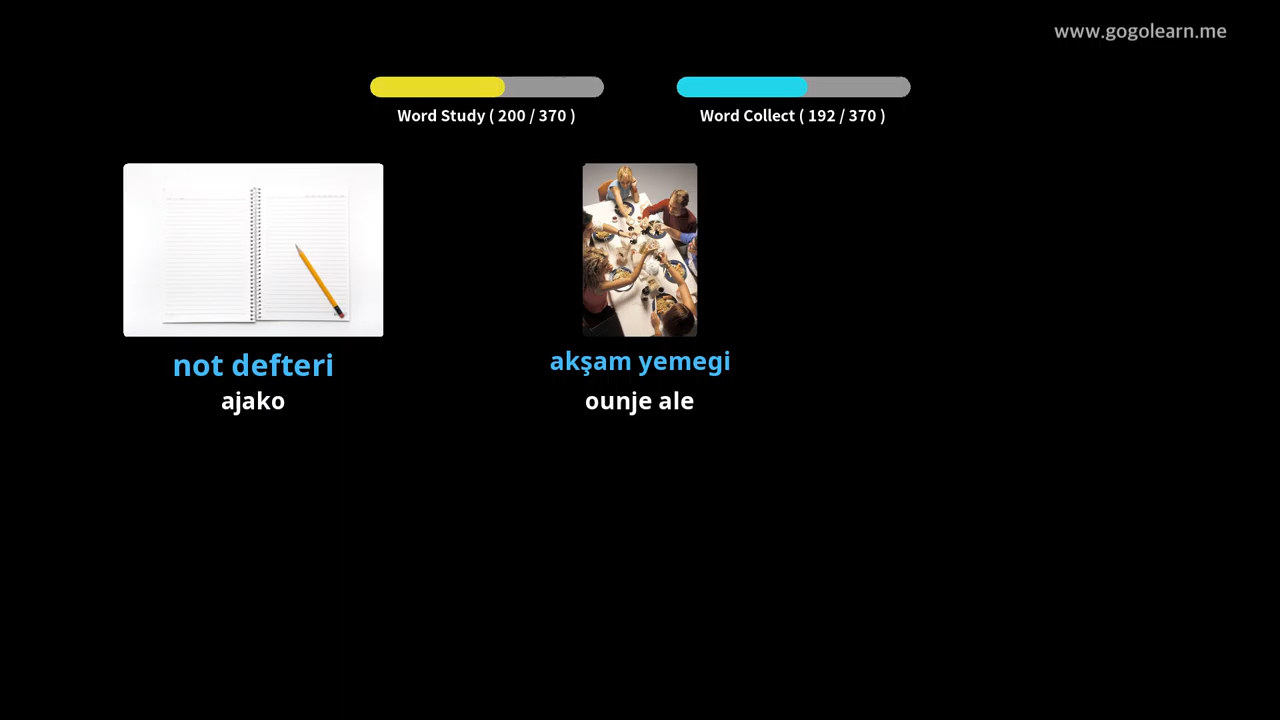 www.gogolearn.me
Word Study ( 200 / 370 )
Word Collect ( 192 / 370 )
not defteri
ajako
akşam yemegi
ounje ale